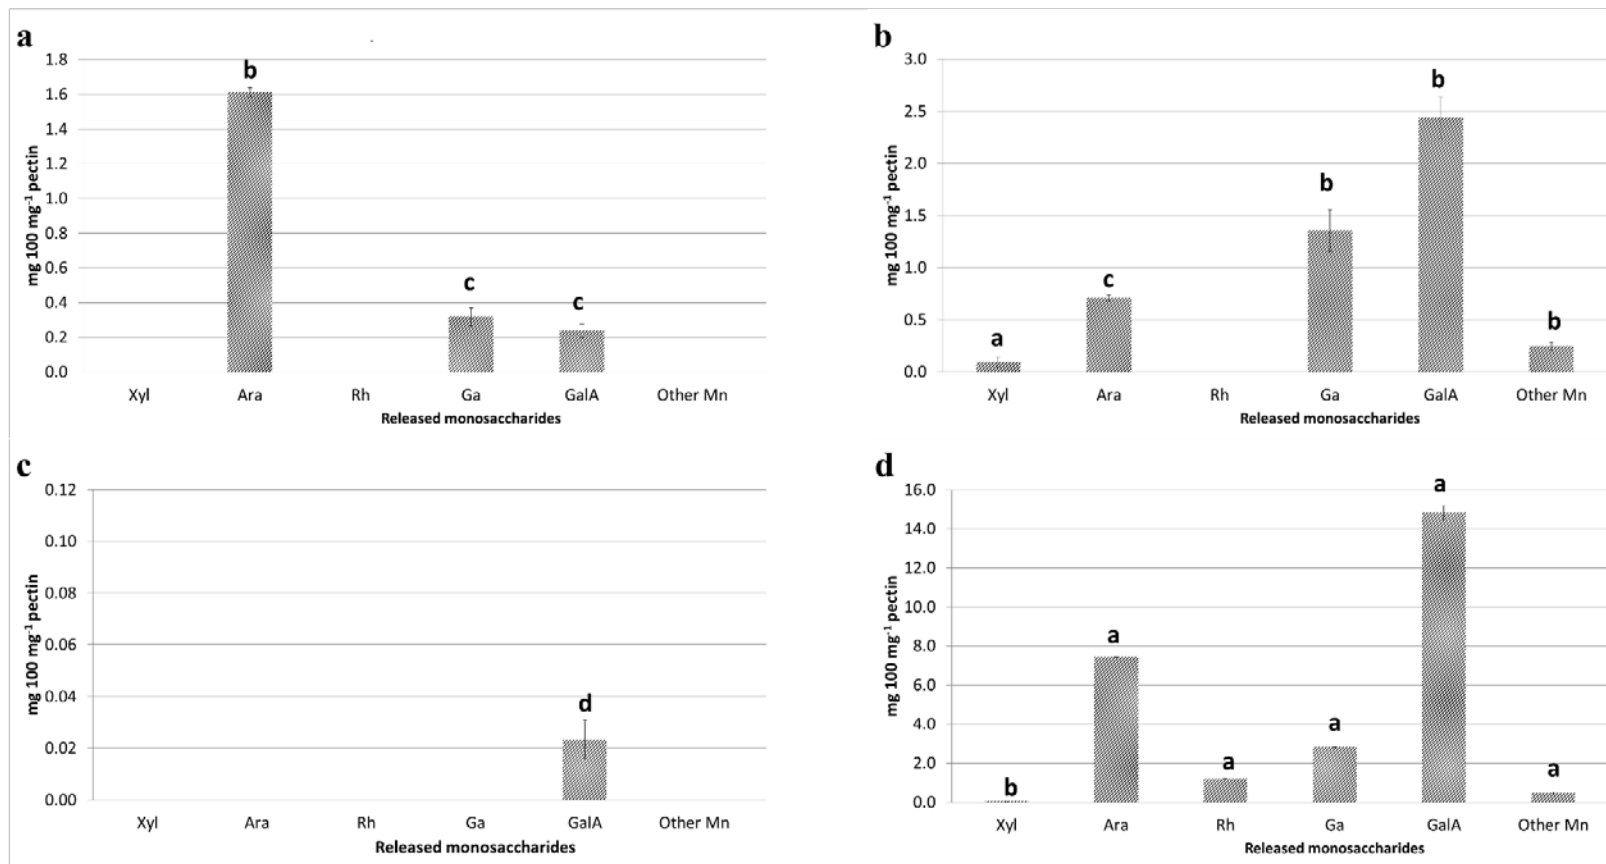 a
1.8
1.6
1.4
1.2
1.0
0.8
0.6
0.4
0.2
0.0
mg 100 mg⁻¹ pectin
b
c
c
Xyl Ara Rh Ga GalA Other Mn
Released monosaccharides
b
3.0
2.5
2.0
1.5
1.0
0.5
0.0
mg 100 mg⁻¹ pectin
a
c
b
b
b
Xyl Ara Rh Ga GalA Other Mn
Released monosaccharides
c
0.12
0.10
0.08
0.06
0.04
0.02
0.00
mg 100 mg⁻¹ pectin
d
Xyl Ara Rh Ga GalA Other Mn
Released monosaccharides
d
16.0
14.0
12.0
10.0
8.0
6.0
4.0
2.0
0.0
mg 100 mg⁻¹ pectin
b
a
a
a
a
a
Xyl Ara Rh Ga GalA Other Mn
Released monosaccharides